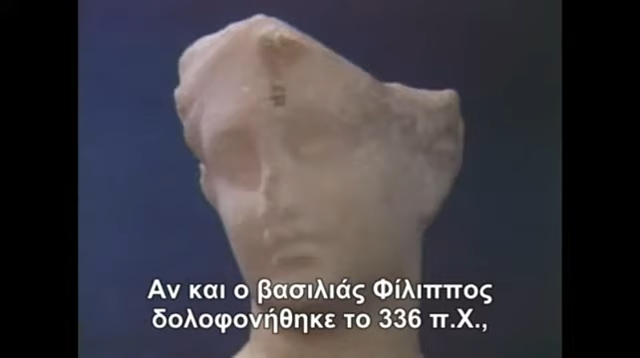 Αν και ο βασιλιάς Φίλιππος
δολοφονήθηκε το 336 π.Χ.,